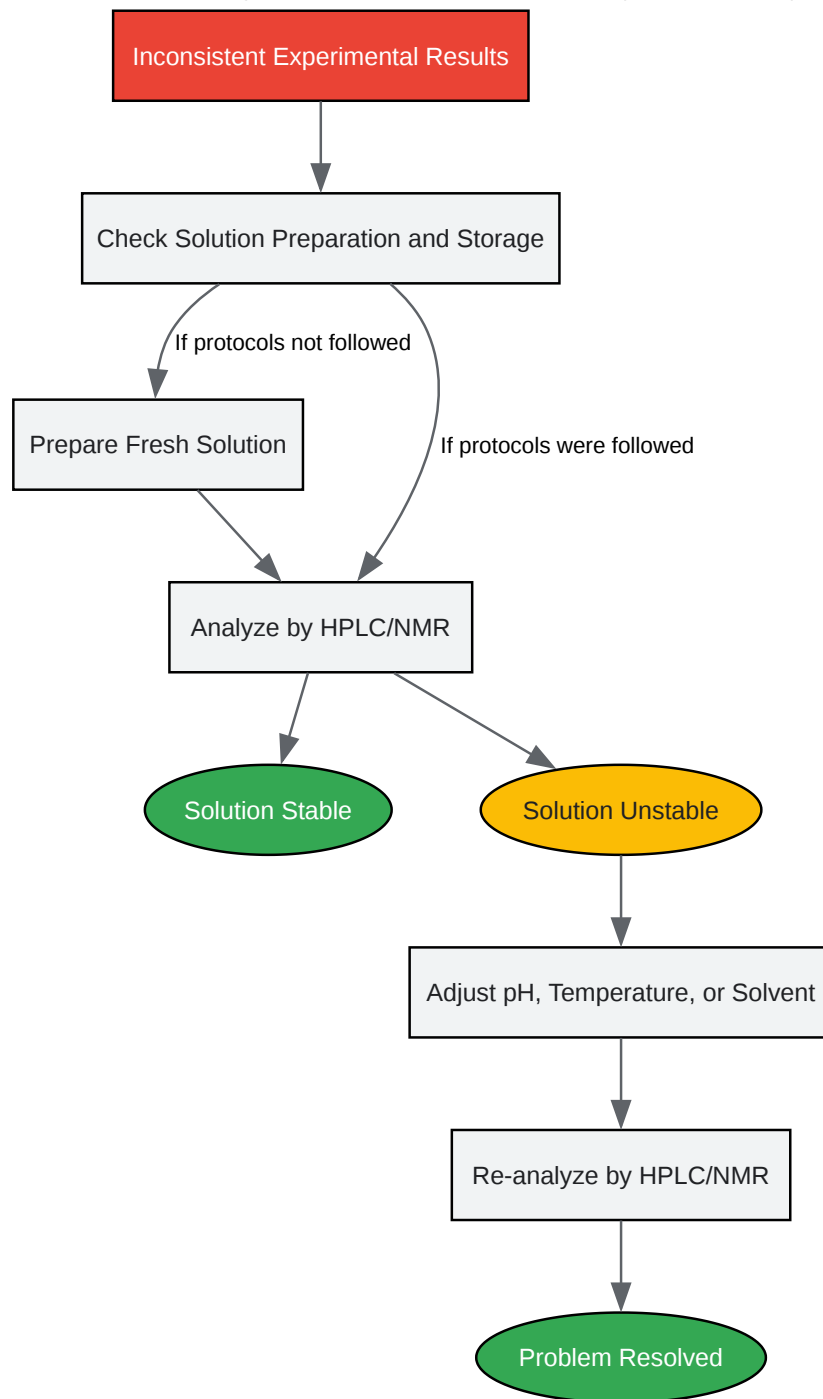 Inconsistent Experimental Results
Check Solution Preparation and Storage
If protocols not followed
Prepare Fresh Solution
If protocols were followed
Analyze by HPLC/NMR
Solution Stable
Solution Unstable
Adjust pH, Temperature, or Solvent
Re-analyze by HPLC/NMR
Problem Resolved